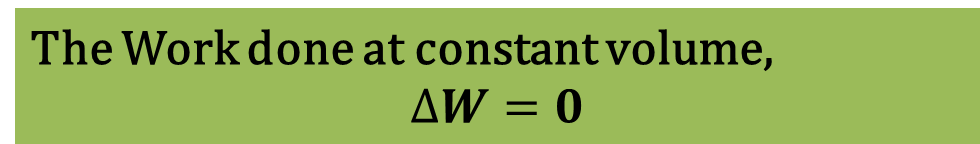 The Work done at constant volume,
ΔW = 0